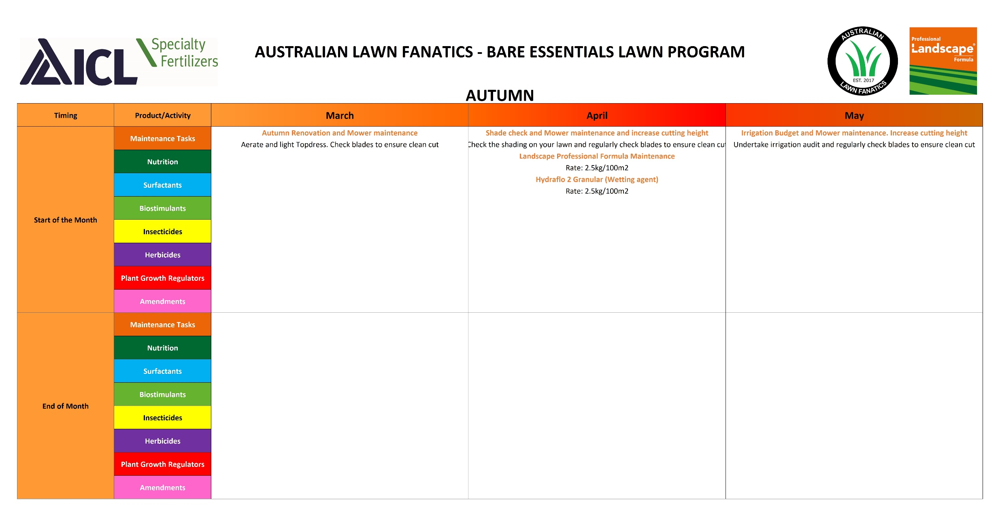 AICL
Specialty
Fertilizers
AUSTRALIAN LAWN FANATICS - BARE ESSENTIALS LAWN PROGRAM
AUSTRALIAN
EST. 2017
LAWN FANATICS
Professional
Landscape®
Formula
AUTUMN
Timing Product/Activity March April May
Start of the Month
Maintenance Tasks
Autumn Renovation and Mower maintenance
Aerate and light Topdress. Check blades to ensure clean cut
Shade check and Mower maintenance and increase cutting height
Check the shading on your lawn and regularly check blades to ensure clean cut
Irrigation Budget and Mower maintenance. Increase cutting height
Undertake irrigation audit and regularly check blades to ensure clean cut
Nutrition
Landscape Professional Formula Maintenance
Rate: 2.5kg/100m2
Surfactants
Hydraflo 2 Granular (Wetting agent)
Rate: 2.5kg/100m2
Biostimulants
Insecticides
Herbicides
Plant Growth Regulators
Amendments
End of Month
Maintenance Tasks
Nutrition
Surfactants
Biostimulants
Insecticides
Herbicides
Plant Growth Regulators
Amendments